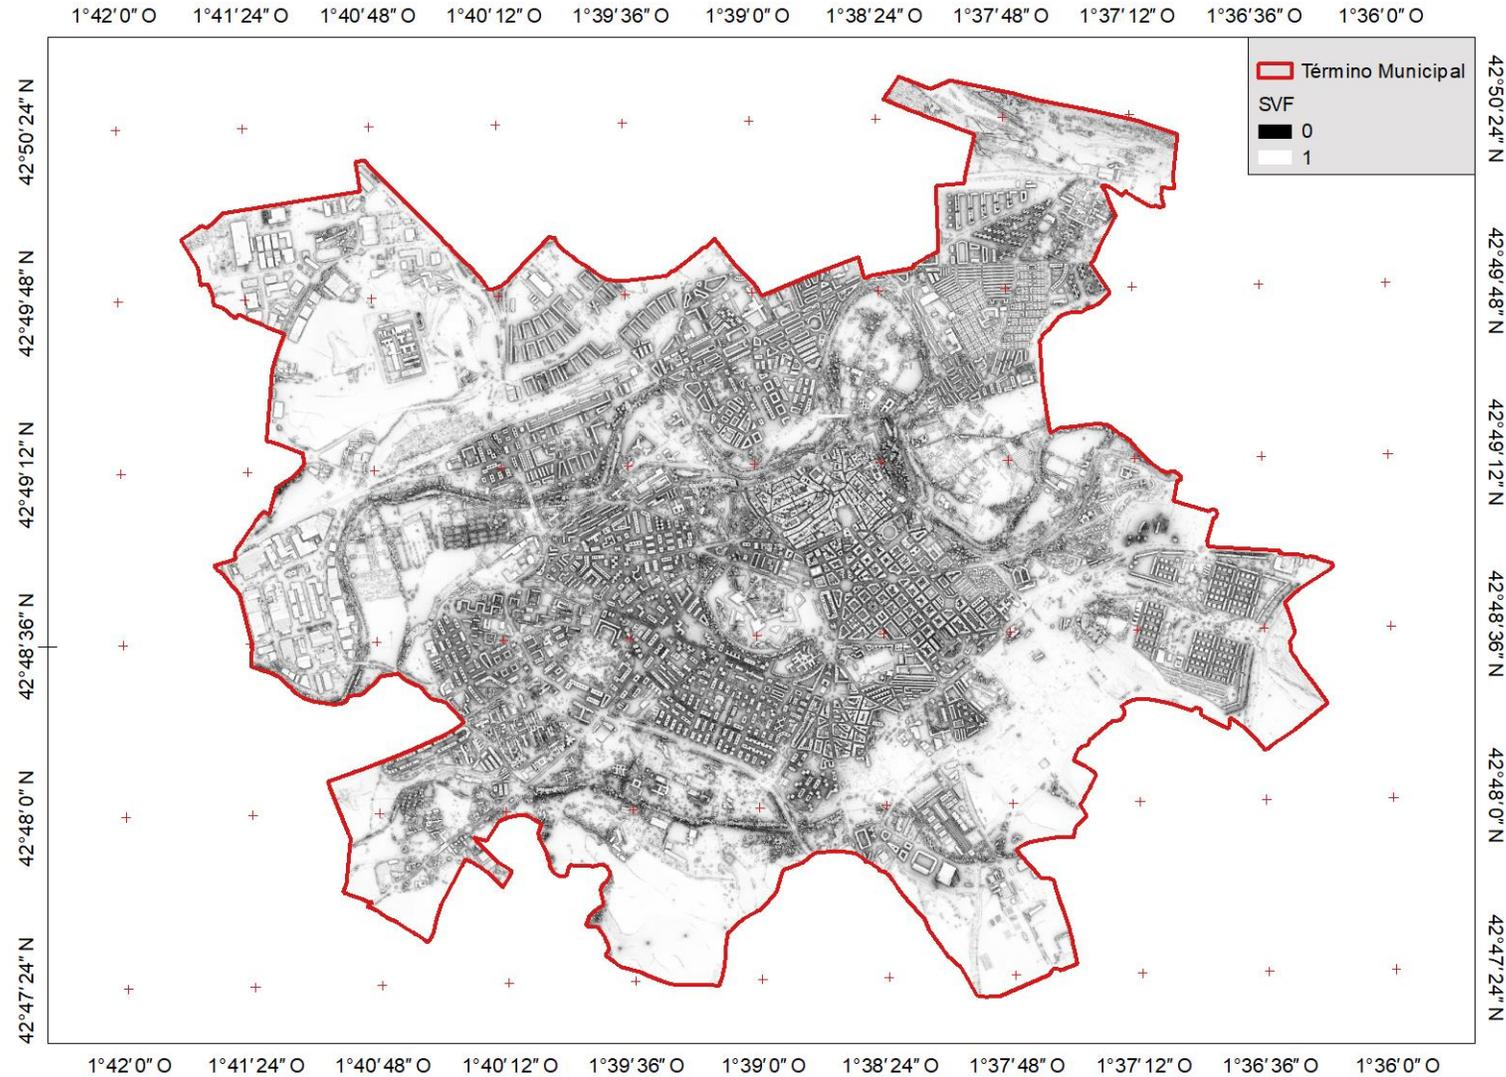 1°42′0″ O 1°41′24″ O 1°40′48″ O 1°40′12″ O 1°39′36″ O 1°39′0″ O 1°38′24″ O 1°37′48″ O 1°37′12″ O 1°36′36″ O 1°36′0″ O
Término Municipal
SVF
0
1
42°50′24″ N
42°49′48″ N
42°49′12″ N
42°48′36″ N
42°48′0″ N
42°47′24″ N
42°50′24″ N
42°49′48″ N
42°49′12″ N
42°48′36″ N
42°48′0″ N
42°47′24″ N
1°42′0″ O 1°41′24″ O 1°40′48″ O 1°40′12″ O 1°39′36″ O 1°39′0″ O 1°38′24″ O 1°37′48″ O 1°37′12″ O 1°36′36″ O 1°36′0″ O